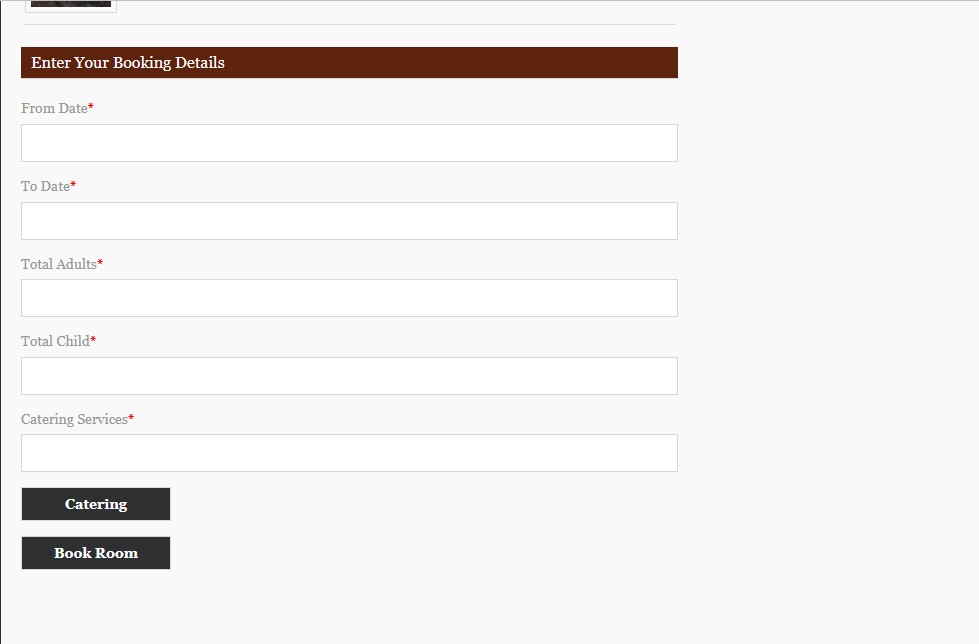 Enter Your Booking Details
From Date*
To Date*
Total Adults*
Total Child*
Catering Services*
Catering
Book Room